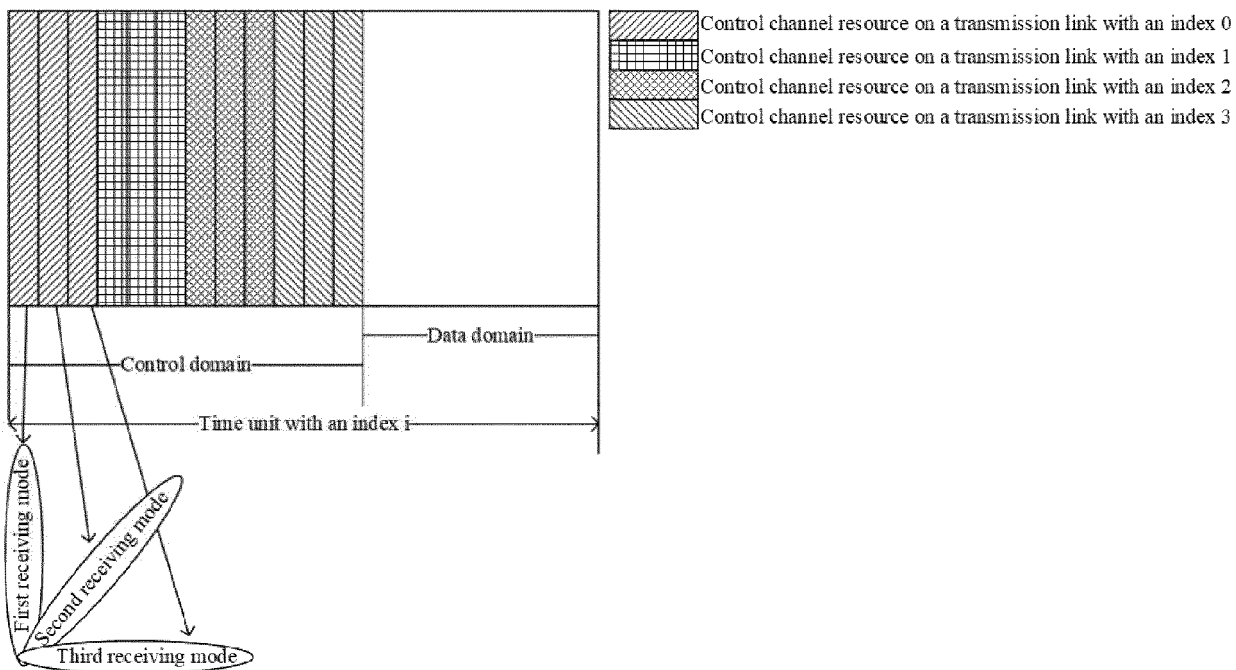 Control channel resource on a transmission link with an index 0
Control channel resource on a transmission link with an index 1
Control channel resource on a transmission link with an index 2
Control channel resource on a transmission link with an index 3
Data domain
Control domain
Time unit with an index i
First receiving mode
Second receiving mode
Third receiving mode